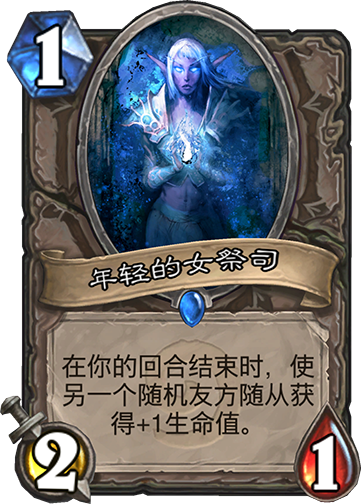 1
年轻的女祭司
在你的回合结束时，使
另一个随机友方随从获
得+1生命值。
2
1